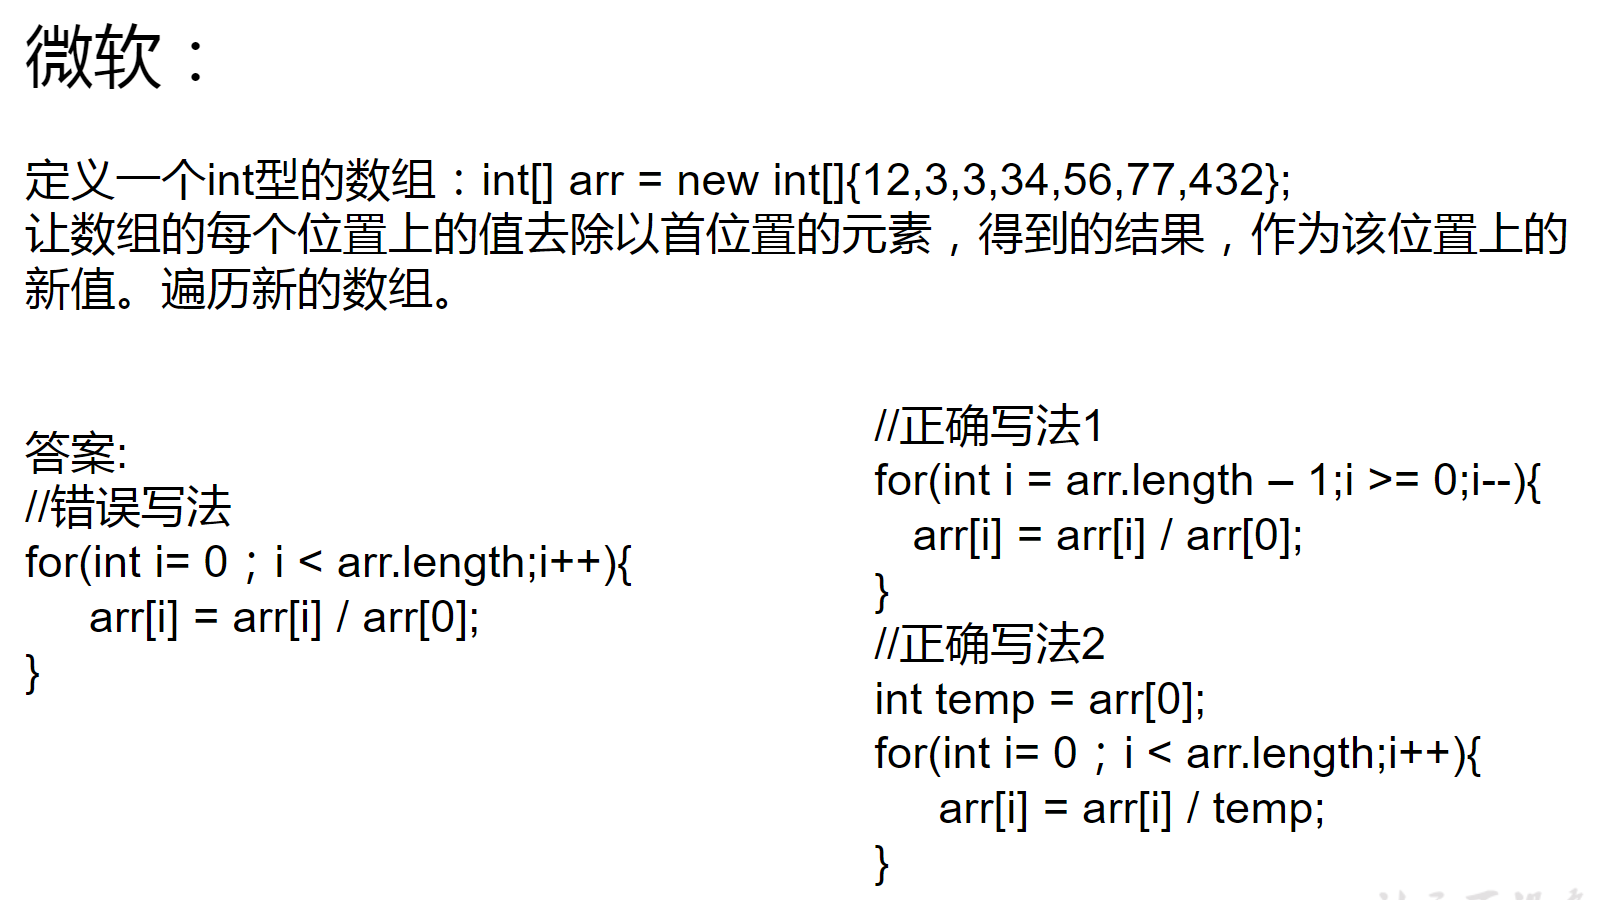 微软：
定义一个int型的数组：int[] arr = new int[]{12,3,3,34,56,77,432};
让数组的每个位置上的值去除以首位置的元素，得到的结果，作为该位置上的
新值。遍历新的数组。
答案:
//错误写法
for(int i= 0；i < arr.length;i++){
arr[i] = arr[i] / arr[0];
}
//正确写法1
for(int i = arr.length – 1;i >= 0;i--){
arr[i] = arr[i] / arr[0];
}
//正确写法2
int temp = arr[0];
for(int i= 0；i < arr.length;i++){
arr[i] = arr[i] / temp;
}